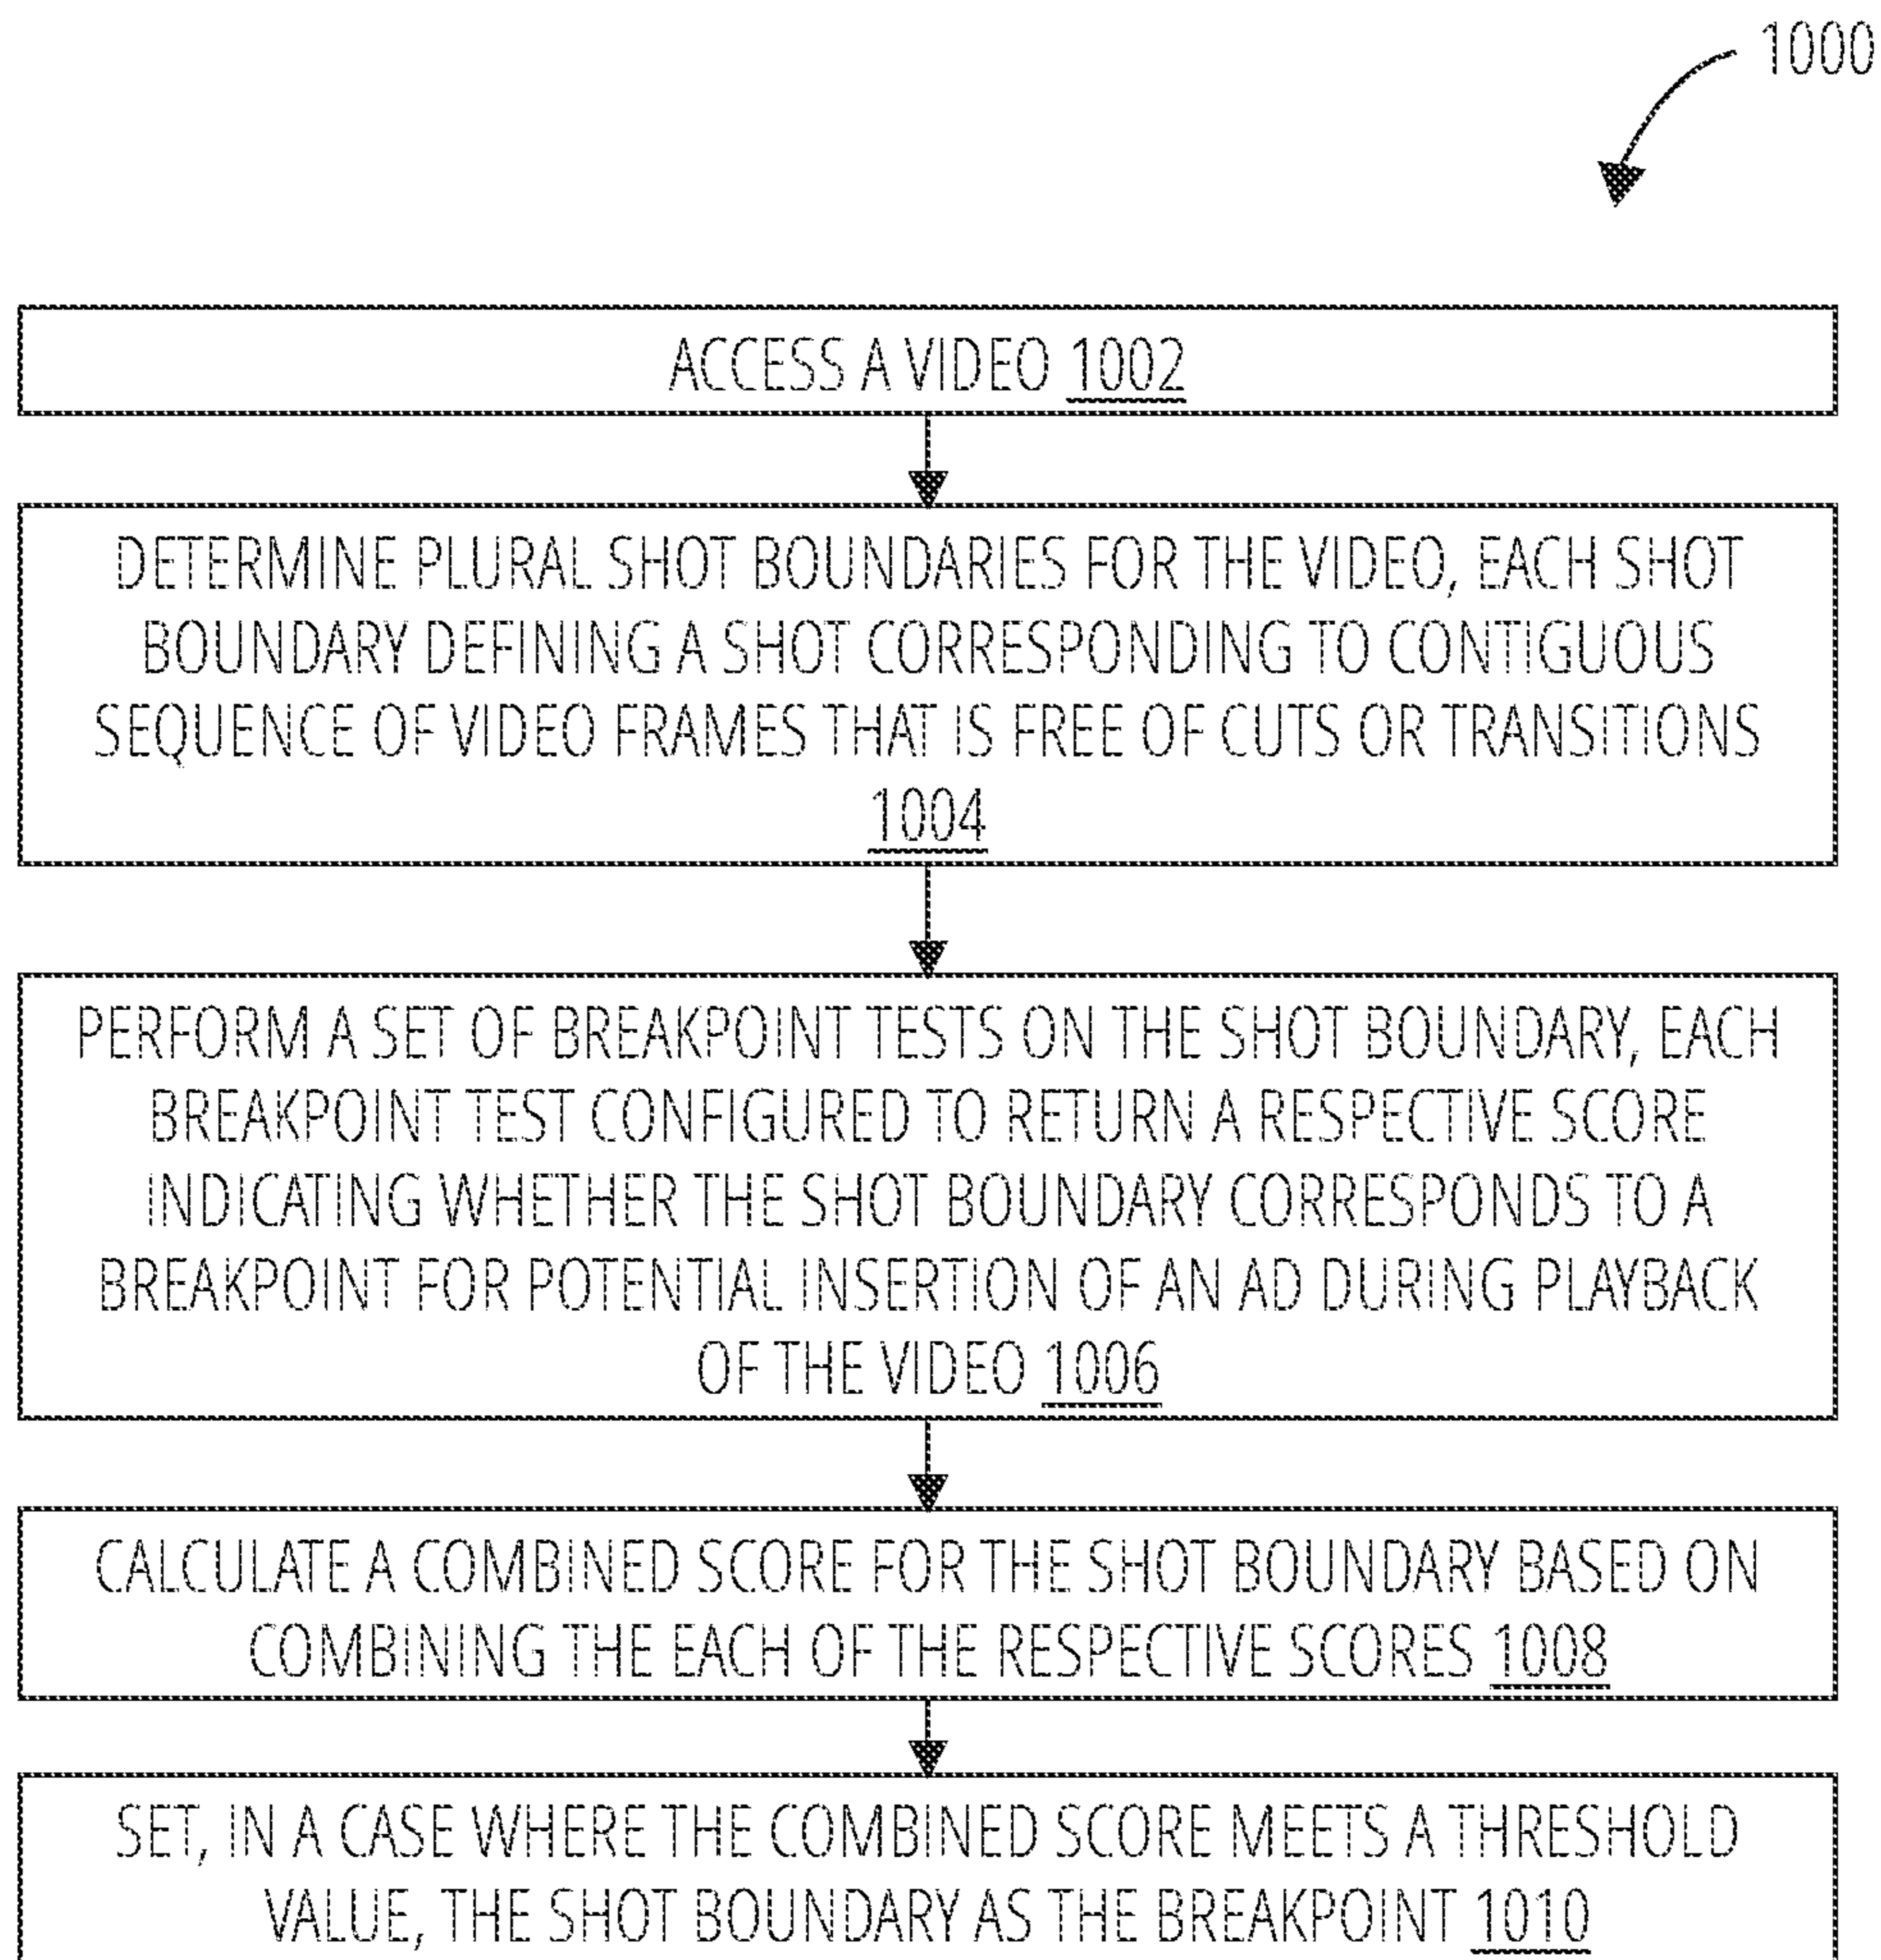 1000
ACCESS A VIDEO 1002
DETERMINE PLURAL SHOT BOUNDARIES FOR THE VIDEO, EACH SHOT
BOUNDARY DEFINING A SHOT CORRESPONDING TO CONTIGUOUS
SEQUENCE OF VIDEO FRAMES THAT IS FREE OF CUTS OR TRANSITIONS
1004
PERFORM A SET OF BREAKPOINT TESTS ON THE SHOT BOUNDARY, EACH
BREAKPOINT TEST CONFIGURED TO RETURN A RESPECTIVE SCORE
INDICATING WHETHER THE SHOT BOUNDARY CORRESPONDS TO A
BREAKPOINT FOR POTENTIAL INSERTION OF AN AD DURING PLAYBACK
OF THE VIDEO 1006
CALCULATE A COMBINED SCORE FOR THE SHOT BOUNDARY BASED ON
COMBINING THE EACH OF THE RESPECTIVE SCORES 1008
SET, IN A CASE WHERE THE COMBINED SCORE MEETS A THRESHOLD
VALUE, THE SHOT BOUNDARY AS THE BREAKPOINT 1010